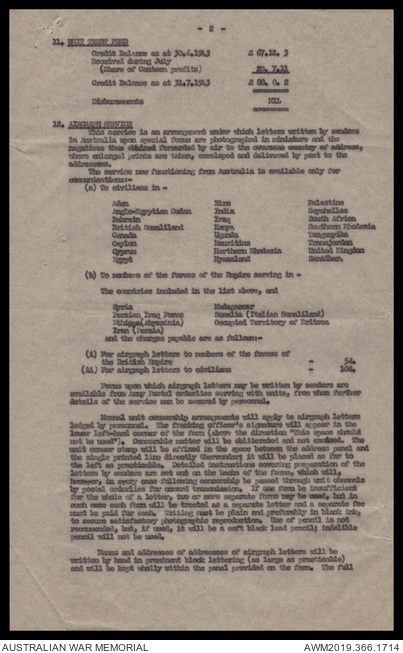 - 2 -
11. UNIT TRUST FUND
Credit Balance as at 30.6.1943 £ 67.12. 3
Received during July
(Share of Canteen profits) 20. 7.11
Credit Balance as at 31.7.1943 £ 88. 0. 2
Disbursements NIL
12. AIRGRAPH SERVICE
This service is an arrangement under which letters written by senders
in Australia upon special forms are photographed in miniature and the
negatives thus obtained forwarded by air to the overseas country of address,
where enlarged prints are taken, enveloped and delivered by post to the
addressees.
The service now functioning from Australia is available only for
communications:-
(a) To civilians in -
Aden Eire Palestine
Anglo-Egyptian Sudan India Seychelles
Bahrein Iraq South Africa
British Somaliland Kenya Southern Rhodesia
Canada Uganda Tanganyika
Ceylon Mauritius Transjordan
Cyprus Northern Rhodesia United Kingdom
Egypt Nyasaland Zanzibar.
(b) To members of the forces of the Empire serving in -
The countries included in the list above, and
Syria Madagascar
Persian Iraq Force Somalia (Italian Somaliland)
Ethiopia(Abyssinia) Occupied Territory of Eritrea
Iran (Persia)
and the charges payable are as follows:-
(i) For airgraph letters to members of the forces of
the British Empire - 5d.
(ii) For airgraph letters to civilians - 10d.
Forms upon which airgraph letters may be written by senders are
available from Army Postal orderlies serving with units, from whom further
details of the service can be secured by personnel.
Normal unit censorship arrangements will apply to airgraph letters
lodged by personnel. The franking officer's signature will appear in the
lower left-hand corner of the form (above the direction "This space should
not be used"). Censorable matter will be obliterated and not excised. The
unit censor stamp will be affixed in the space between the address panel and
the single printed line directly thereunder; it will be placed as far to
the left as practicable. Detailed instructions covering preparation of the
letters by senders are set out on the backs of the forms, which will,
however, in every case following censorship be passed through unit channels
by postal orderlies for onward transmission. If one form be insufficient
for the whole of a letter, two or more separate forms may be used, but in
such case each form will be treated as a separate letter and a separate fee
must be paid for each. Writing must be plain and preferably in black ink,
to secure satisfactory photographic reproduction. Use of pencil is not
recommended, but, if used, it will be a soft black lead pencil; indelible
pencil will not be used.
Names and addresses of addressees of airgraph letters will be
written by hand in prominent block lettering (as large as practicable)
and will be kept wholly within the panel provided on the form. The full
AUSTRALIAN WAR MEMORIAL AWM2019.366.1714